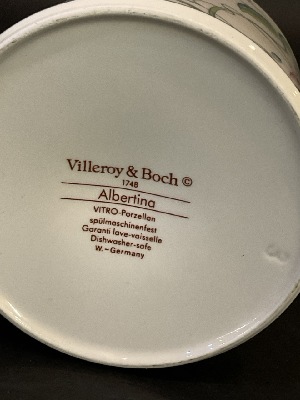 Villeroy & Boch ©
1748
Albertina
VITRO-Porzellan
spülmaschinenfest
Garanti lave-vaisselle
Dishwasher-safe
W.-Germany